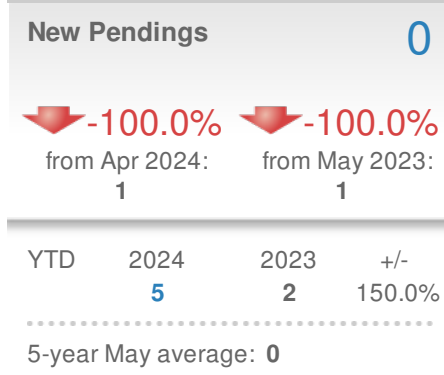 New Pendings 0
-100.0% -100.0%
from Apr 2024: from May 2023:
1 1
YTD 2024 2023 +/-
5 2 150.0%
5-year May average: 0